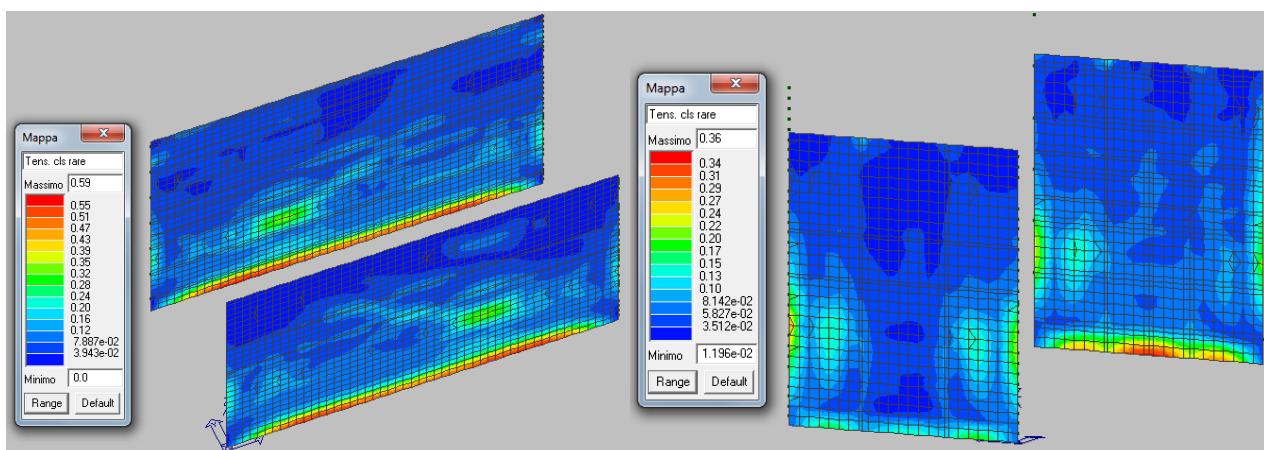 Mappa
Tens. cls rare
Massimo 0.59
0.55
0.51
0.47
0.43
0.39
0.35
0.32
0.28
0.24
0.20
0.16
0.12
7.887e-02
3.943e-02
Minimo 0.0
Range Default
Mappa
Tens. cls rare
Massimo 0.36
0.34
0.31
0.29
0.27
0.24
0.22
0.20
0.17
0.15
0.13
0.10
8.142e-02
5.827e-02
3.512e-02
Minimo 1.196e-02
Range Default